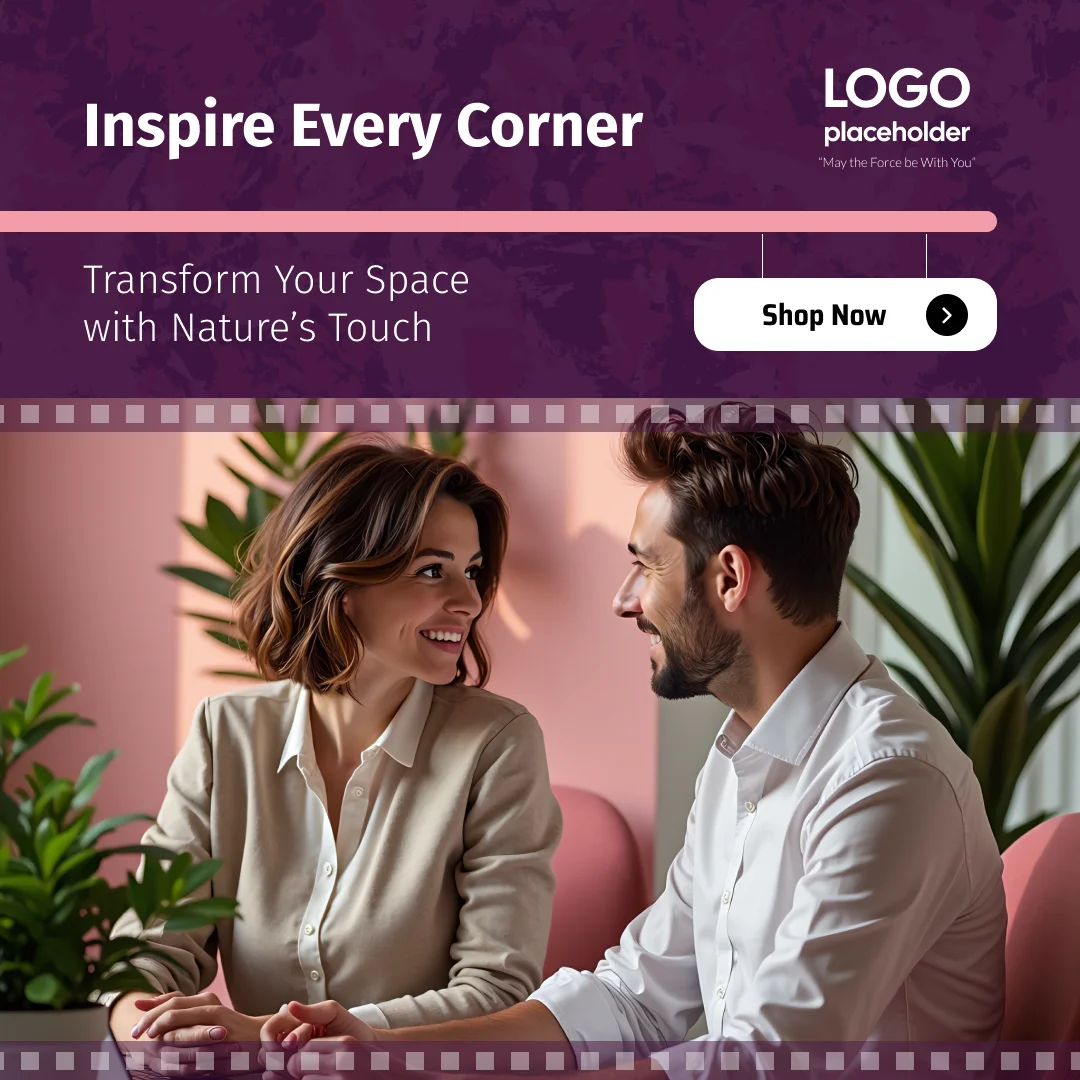 Inspire Every Corner
LOGO
placeholder
“May the Force be With You”
Transform Your Space
with Nature’s Touch
Shop Now